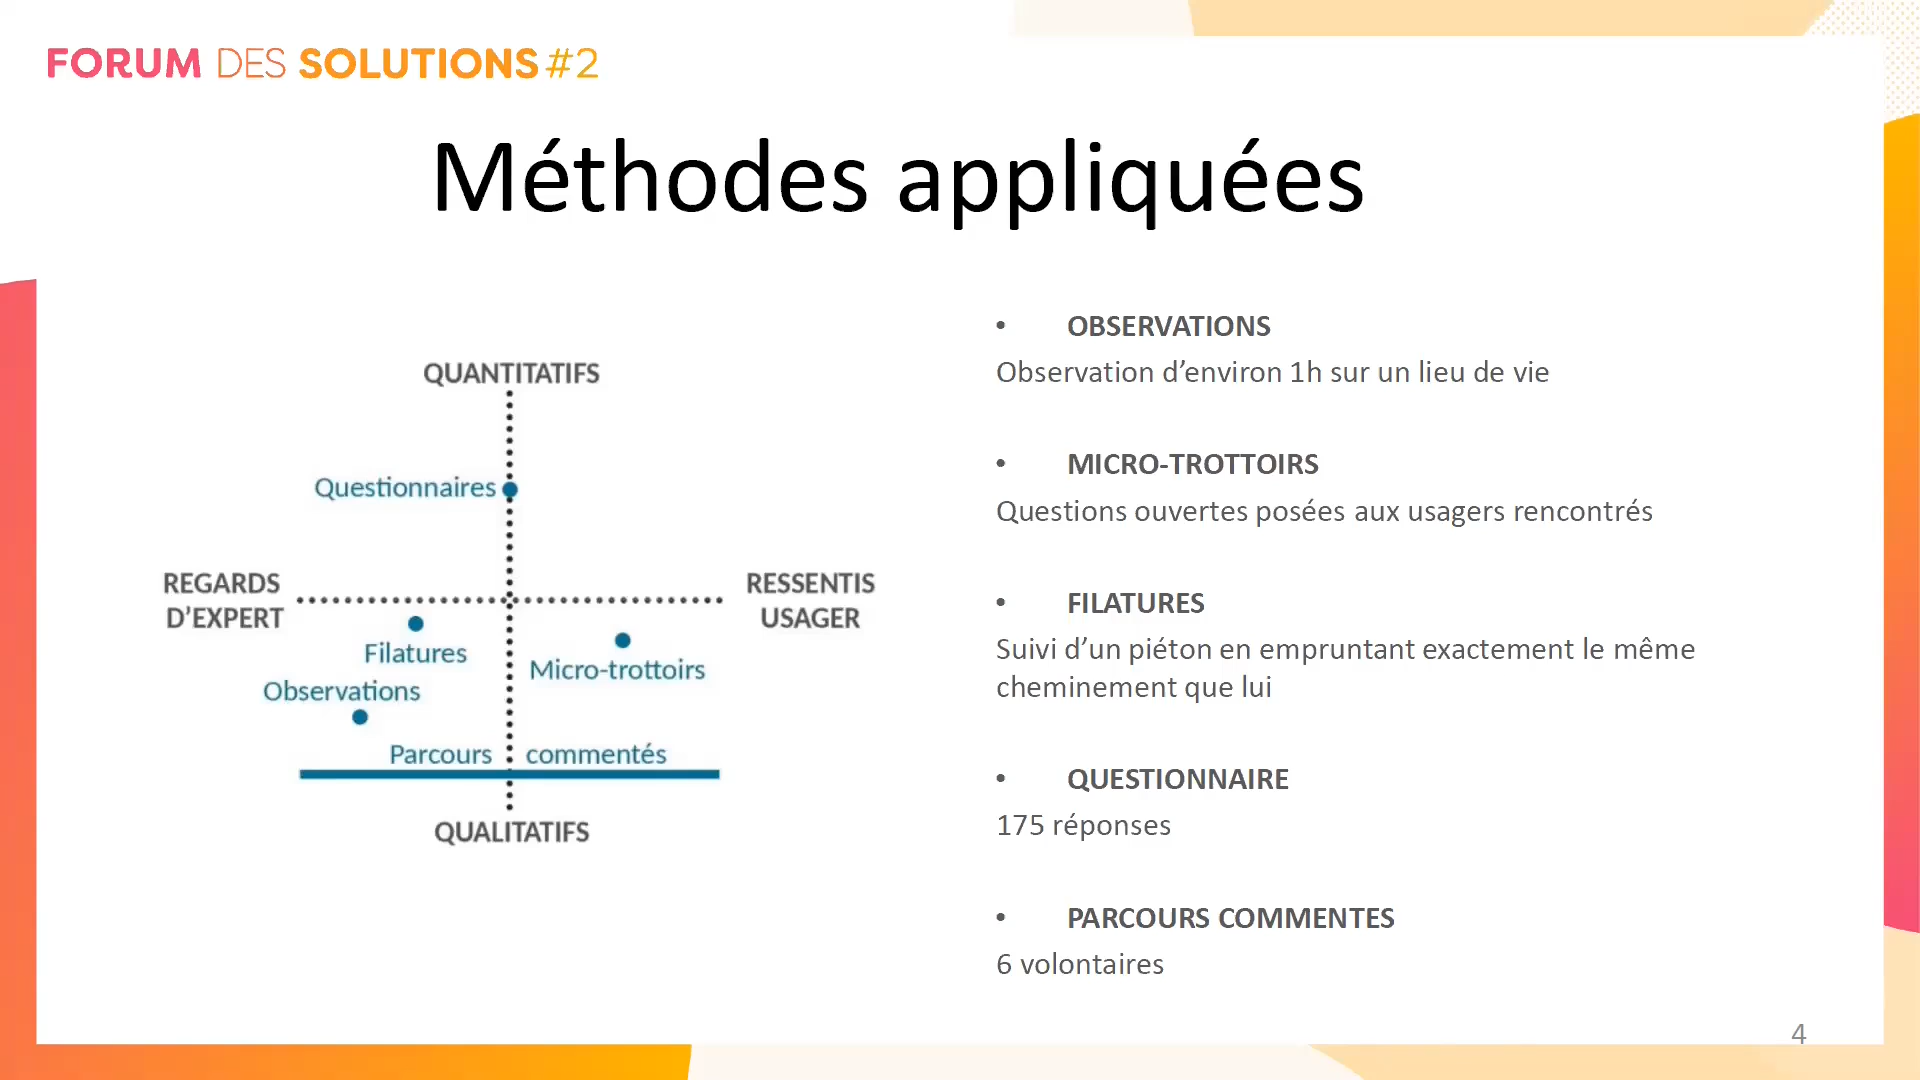 FORUM DES SOLUTIONS #2
Méthodes appliquées
QUANTITATIFS
Questionnaires
REGARDS
D’EXPERT
RESSENTIS
USAGER
Filatures
Micro-trottoirs
Observations
Parcours commentés
QUALITATIFS
• OBSERVATIONS
Observation d’environ 1h sur un lieu de vie
• MICRO-TROTTOIRS
Questions ouvertes posées aux usagers rencontrés
• FILATURES
Suivi d’un piéton en empruntant exactement le même
cheminement que lui
• QUESTIONNAIRE
175 réponses
• PARCOURS COMMENTES
6 volontaires
4